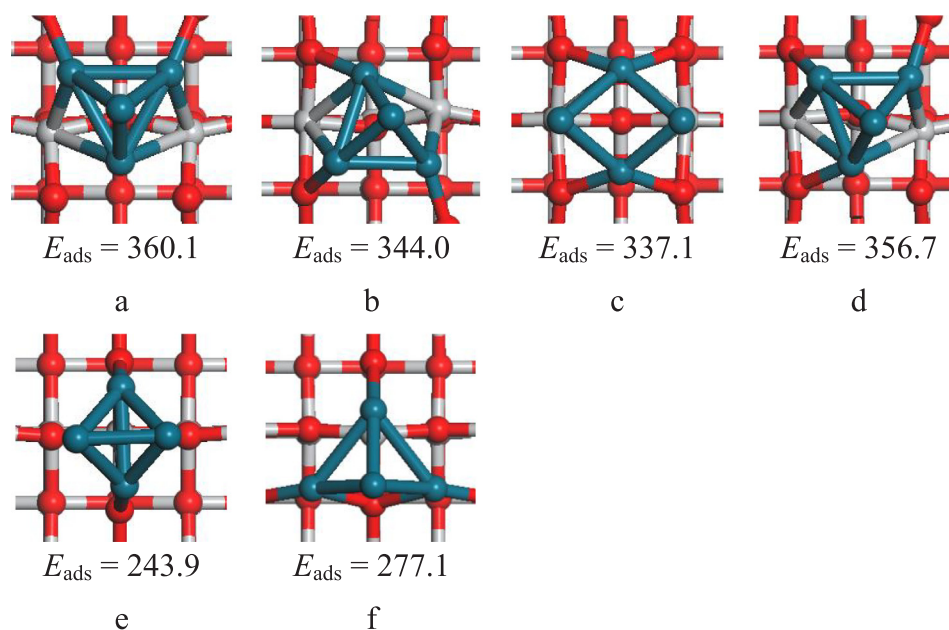 E_ads = 360.1
E_ads = 344.0
E_ads = 337.1
E_ads = 356.7
a
b
c
d
E_ads = 243.9
E_ads = 277.1
e
f